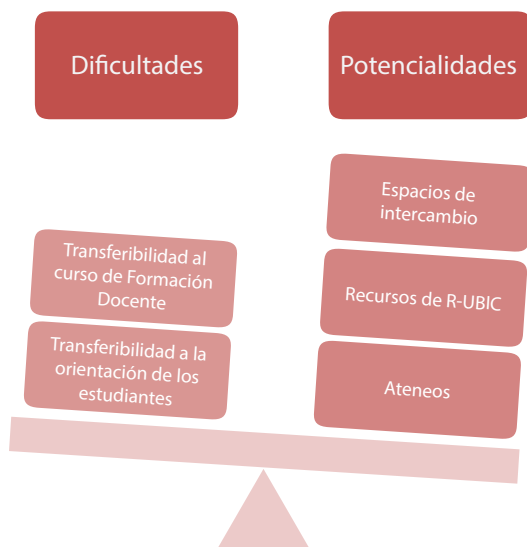 Dificultades
Potencialidades
Transferibilidad al
curso de Formación
Docente
Transferibilidad a la
orientación de los
estudiantes
Espacios de
intercambio
Recursos de R-UBIC
Ateneos